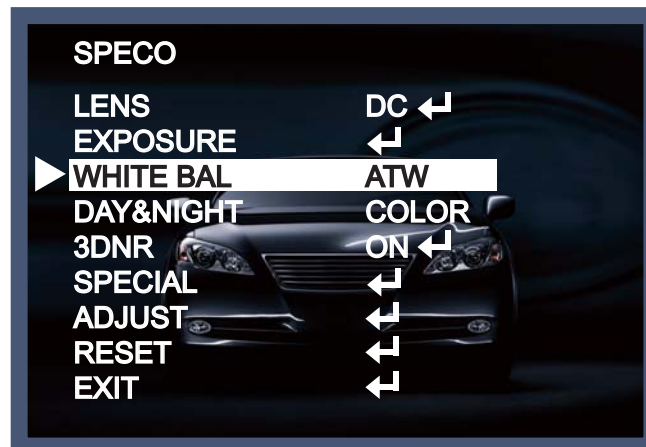 SPECO
LENS DC ↵
EXPOSURE ↵
WHITE BAL ATW
DAY&NIGHT COLOR
3DNR ON ↵
SPECIAL ↵
ADJUST ↵
RESET ↵
EXIT ↵